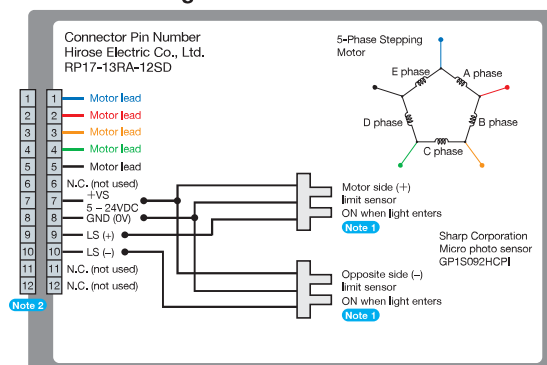 Connector Pin Number
Hirose Electric Co., Ltd.
RP17-13RA-12SD
5-Phase Stepping
Motor
E phase
A phase
D phase
B phase
C phase
1 1 Motor lead
2 2 Motor lead
3 3 Motor lead
4 4 Motor lead
5 5 Motor lead
6 6 N.C. (not used)
7 7 +VS
5 – 24VDC
8 8 GND (0V)
9 9 LS (+)
10 10 LS (–)
11 11 N.C. (not used)
12 12 N.C. (not used)
Note 2
Motor side (+)
limit sensor
ON when light enters
Note 1
Sharp Corporation
Micro photo sensor
GP1S092HCPI
Opposite side (–)
limit sensor
ON when light enters
Note 1